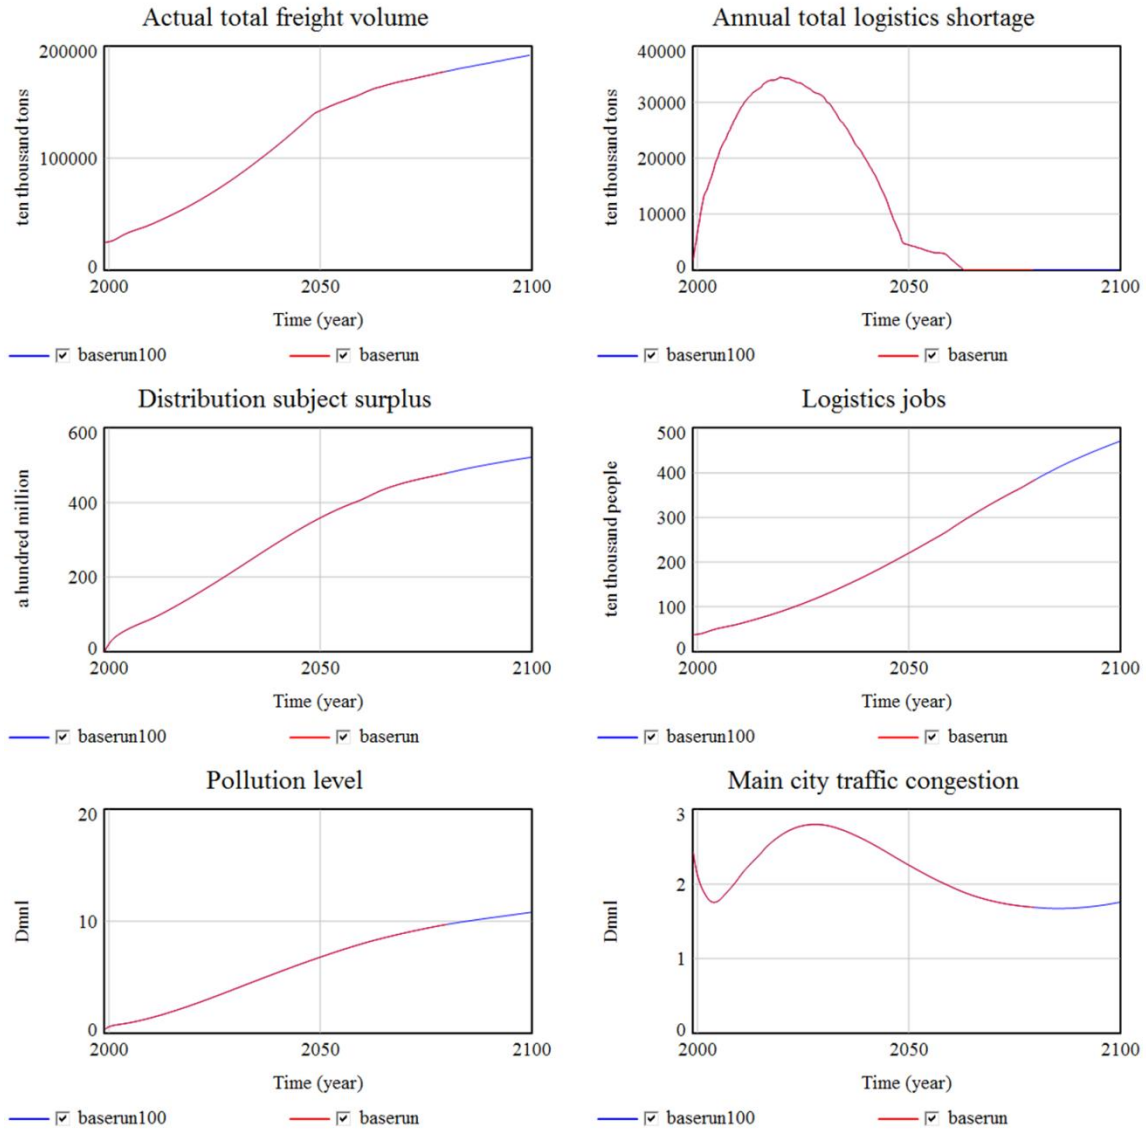 Actual total freight volume
ten thousand tons
200000
100000
0
2000 2050 2100
Time (year)
baserun100 baserun
Annual total logistics shortage
ten thousand tons
40000
30000
20000
10000
0
2000 2050 2100
Time (year)
baserun100 baserun
Distribution subject surplus
a hundred million
600
400
200
0
2000 2050 2100
Time (year)
baserun100 baserun
Logistics jobs
ten thousand people
500
400
300
200
100
0
2000 2050 2100
Time (year)
baserun100 baserun
Pollution level
Dmnl
20
10
0
2000 2050 2100
Time (year)
baserun100 baserun
Main city traffic congestion
Dmnl
3
2
1
0
2000 2050 2100
Time (year)
baserun100 baserun